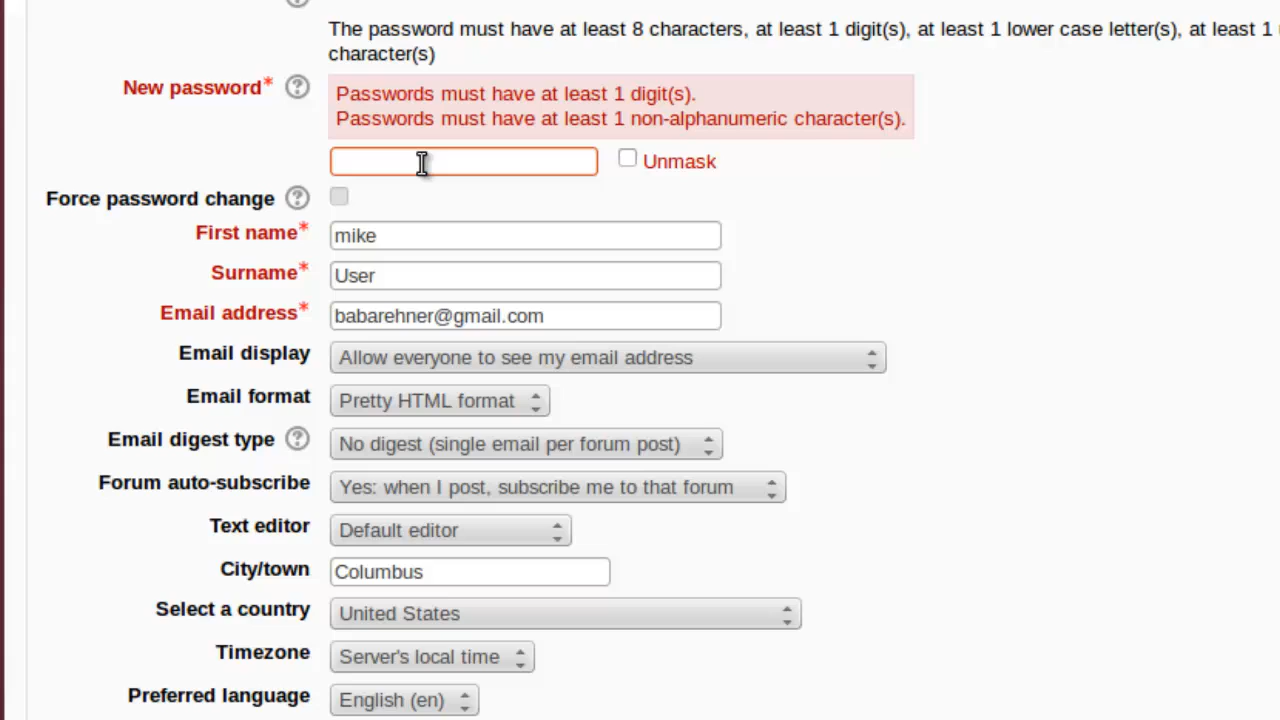 The password must have at least 8 characters, at least 1 digit(s), at least 1 lower case letter(s), at least 1
character(s)
New password*
Passwords must have at least 1 digit(s).
Passwords must have at least 1 non-alphanumeric character(s).
Unmask
Force password change
First name* mike
Surname* User
Email address* babarehner@gmail.com
Email display Allow everyone to see my email address
Email format Pretty HTML format
Email digest type No digest (single email per forum post)
Forum auto-subscribe Yes: when I post, subscribe me to that forum
Text editor Default editor
City/town Columbus
Select a country United States
Timezone Server's local time
Preferred language English (en)